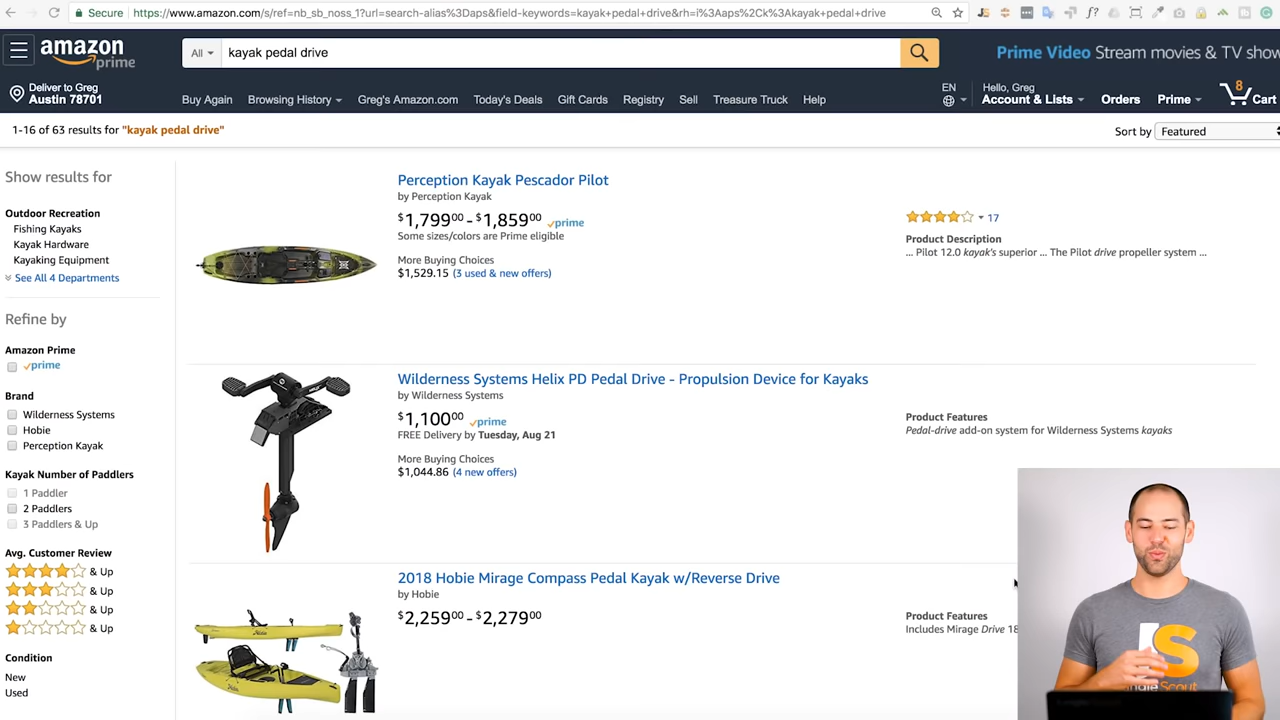 Secure
https://www.amazon.com/s/ref=nb_sb_noss_1?url=search-alias%3Daps&field-keywords=kayak+pedal+drive&rh=i%3Aaps%2Ck%3Akayak+pedal+drive
amazon
prime
All
kayak pedal drive
Prime Video Stream movies & TV show
Deliver to Greg
Austin 78701
Buy Again
Browsing History
Greg's Amazon.com
Today's Deals
Gift Cards
Registry
Sell
Treasure Truck
Help
EN
Hello, Greg
Account & Lists
Orders
Prime
8
Cart
1-16 of 63 results for "kayak pedal drive"
Sort by
Featured
Show results for
Outdoor Recreation
Fishing Kayaks
Kayak Hardware
Kayaking Equipment
See All 4 Departments
Refine by
Amazon Prime
prime
Brand
Wilderness Systems
Hobie
Perception Kayak
Kayak Number of Paddlers
1 Paddler
2 Paddlers
3 Paddlers & Up
Avg. Customer Review
& Up
& Up
& Up
& Up
Condition
New
Used
Perception Kayak Pescador Pilot
by Perception Kayak
$1,79900 - $1,85900 prime
Some sizes/colors are Prime eligible
More Buying Choices
$1,529.15 (3 used & new offers)
17
Product Description
... Pilot 12.0 kayak's superior ... The Pilot drive propeller system ...
Wilderness Systems Helix PD Pedal Drive - Propulsion Device for Kayaks
by Wilderness Systems
$1,10000 prime
FREE Delivery by Tuesday, Aug 21
More Buying Choices
$1,044.86 (4 new offers)
Product Features
Pedal-drive add-on system for Wilderness Systems kayaks
2018 Hobie Mirage Compass Pedal Kayak w/Reverse Drive
by Hobie
$2,25900 - $2,27900
Product Features
Includes Mirage Drive 18
JS
Scout